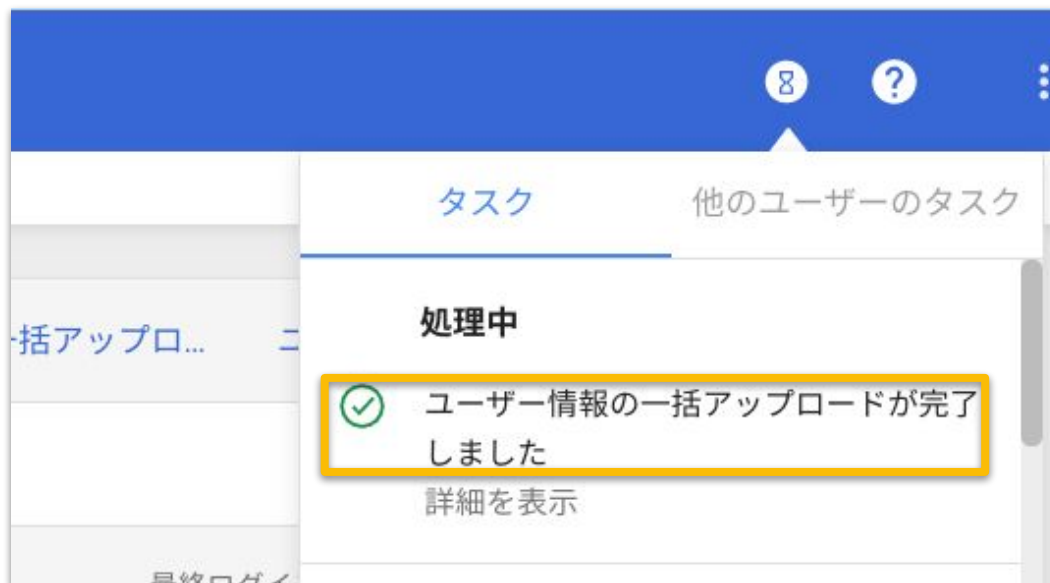 タスク
他のユーザーのタスク
処理中
括アップロ...
ユーザー情報の一括アップロードが完了
しました
詳細を表示
最終ログイ